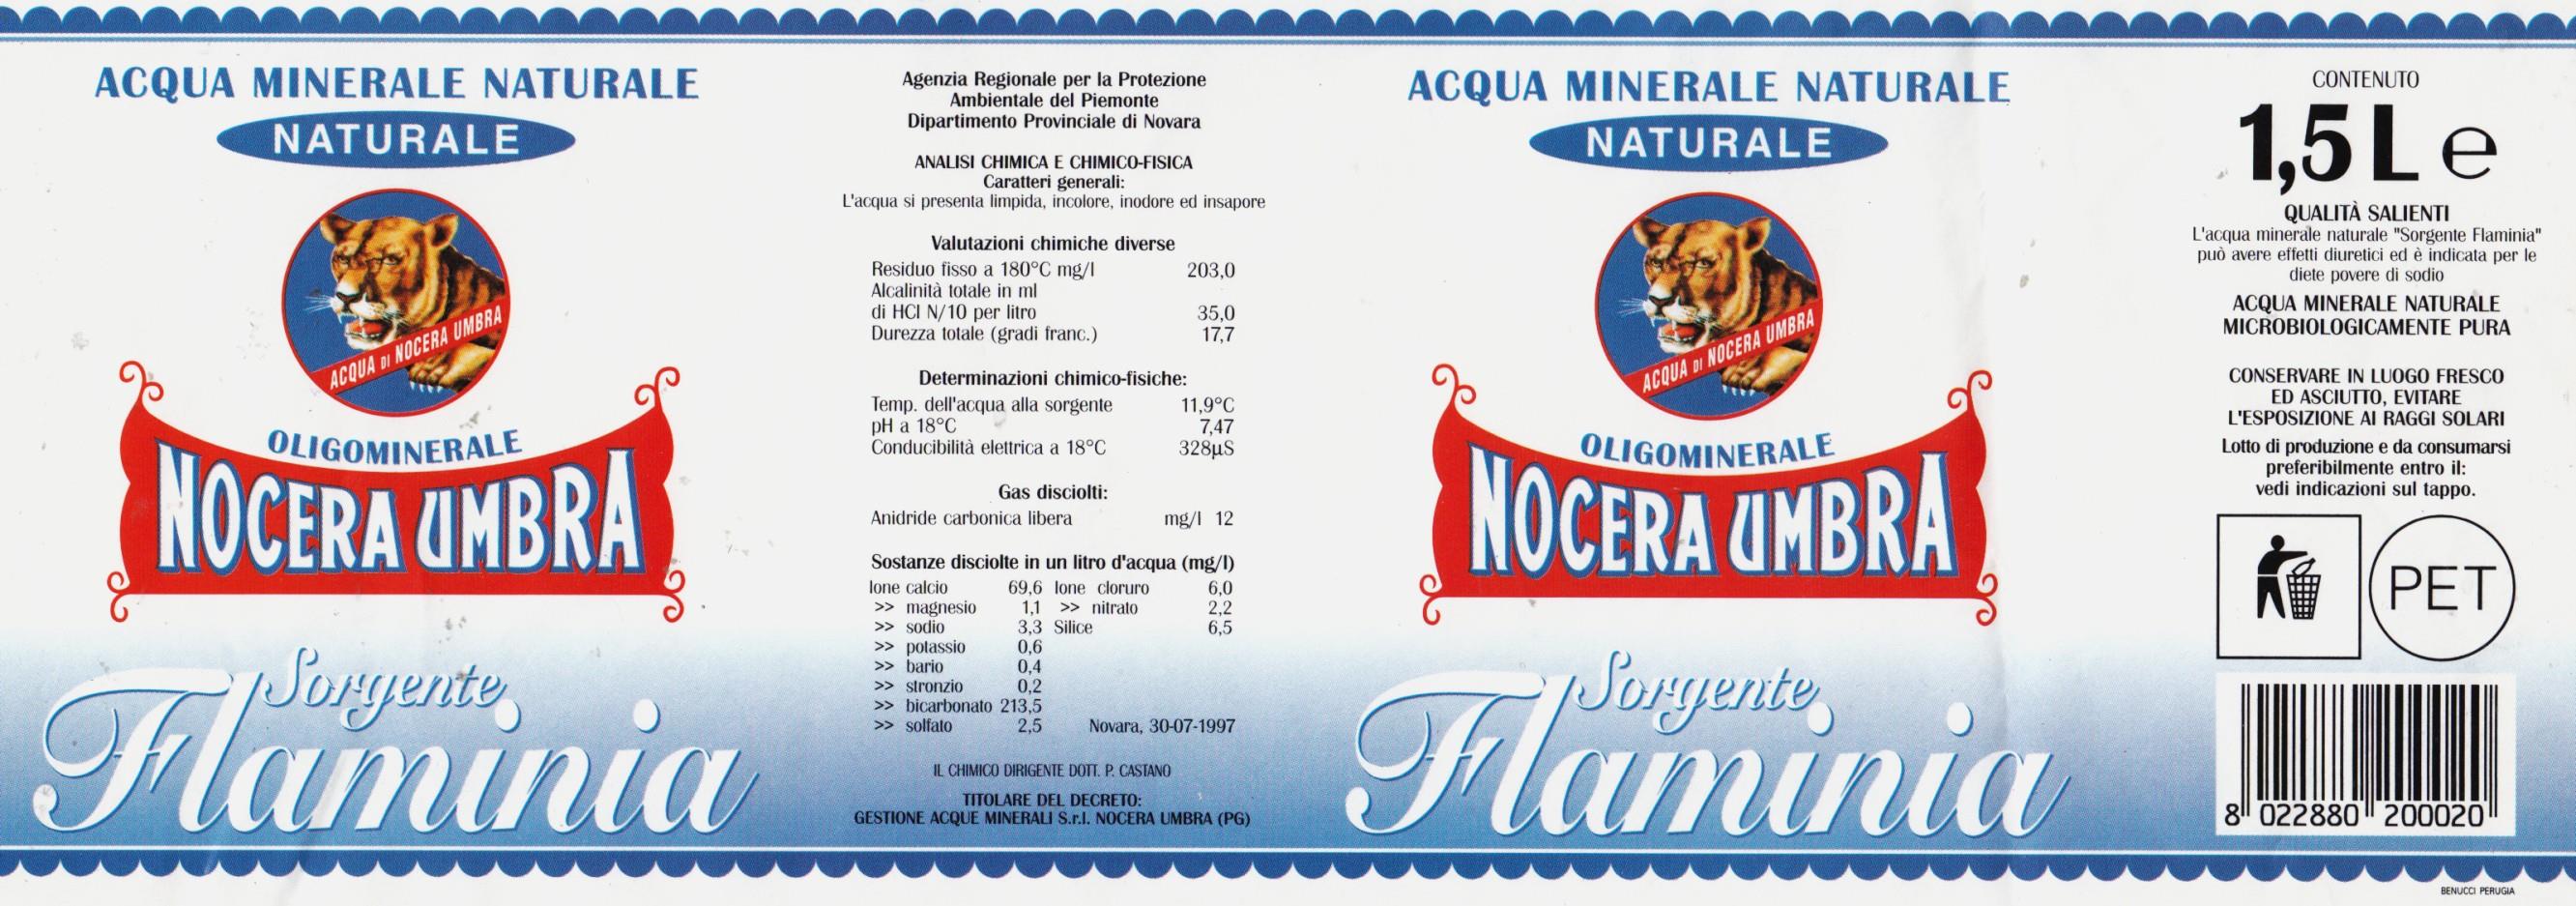 ACQUA MINERALE NATURALE
NATURALE
ACQUA DI NOCERA UMBRA
OLIGOMINERALE
NOCERA UMBRA
Sorgente
Flaminia
Agenzia Regionale per la Protezione
Ambientale del Piemonte
Dipartimento Provinciale di Novara
ANALISI CHIMICA E CHIMICO-FISICA
Caratteri generali:
L'acqua si presenta limpida, incolore, inodore ed insapore
Valutazioni chimiche diverse
Residuo fisso a 180°C mg/l 203,0
Alcalinità totale in ml
di HCl N/10 per litro 35,0
Durezza totale (gradi franc.) 17,7
Determinazioni chimico-fisiche:
Temp. dell'acqua alla sorgente 11,9°C
pH a 18°C 7,47
Conducibilità elettrica a 18°C 328µS
Gas disciolti:
Anidride carbonica libera mg/l 12
Sostanze disciolte in un litro d'acqua (mg/l)
Ione calcio 69,6 Ione cloruro 6,0
>> magnesio 1,1 >> nitrato 2,2
>> sodio 3,3 Silice 6,5
>> potassio 0,6
>> bario 0,4
>> stronzio 0,2
>> bicarbonato 213,5
>> solfato 2,5 Novara, 30-07-1997
IL CHIMICO DIRIGENTE DOTT. P. CASTANO
TITOLARE DEL DECRETO:
GESTIONE ACQUE MINERALI S.r.l. NOCERA UMBRA (PG)
ACQUA MINERALE NATURALE
NATURALE
ACQUA DI NOCERA UMBRA
OLIGOMINERALE
NOCERA UMBRA
Sorgente
Flaminia
CONTENUTO
1,5 L e
QUALITÀ SALIENTI
L'acqua minerale naturale "Sorgente Flaminia"
può avere effetti diuretici ed è indicata per le
diete povere di sodio
ACQUA MINERALE NATURALE
MICROBIOLOGICAMENTE PURA
CONSERVARE IN LUOGO FRESCO
ED ASCIUTTO, EVITARE
L'ESPOSIZIONE AI RAGGI SOLARI
Lotto di produzione e da consumarsi
preferibilmente entro il:
vedi indicazioni sul tappo.
PET
8 022880 200020
BENUCCI PERUGIA